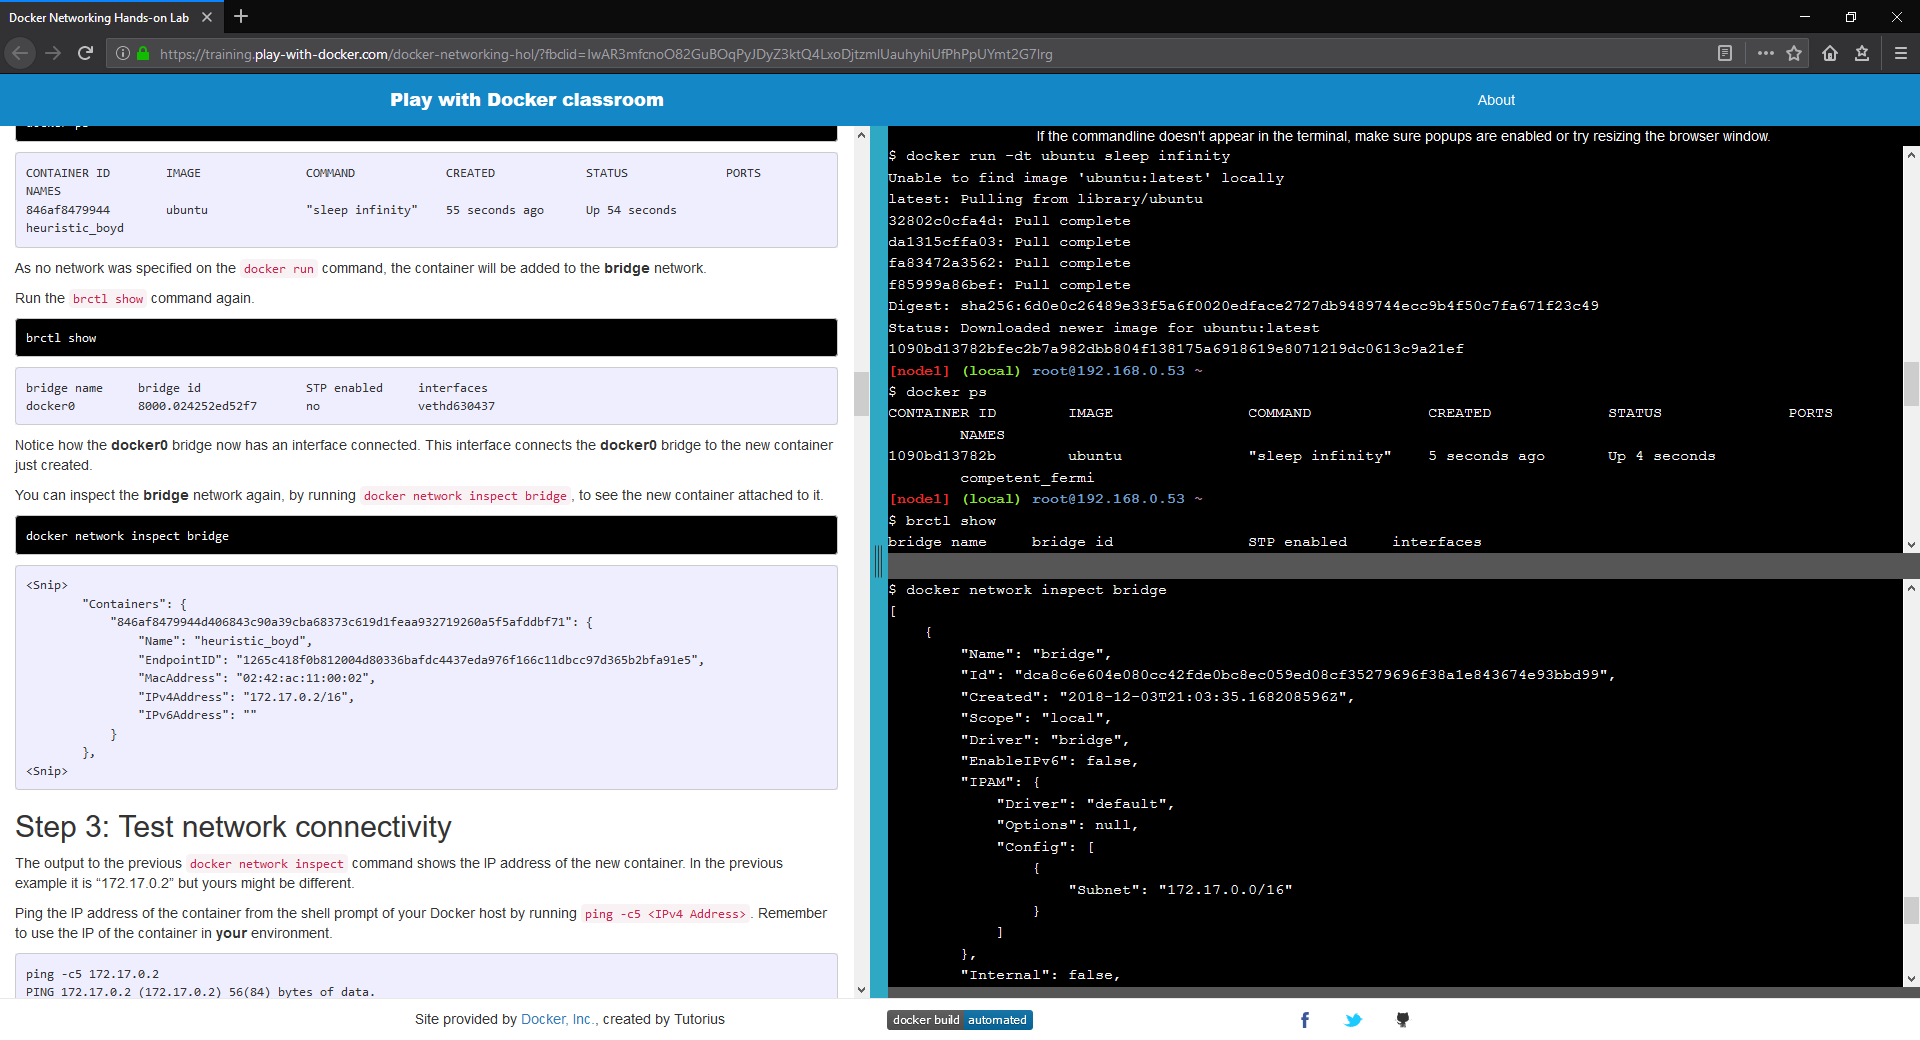 Docker Networking Hands-on Lab
https://training.play-with-docker.com/docker-networking-hol/?fbclid=IwAR3mfcnoO82GuBOqPyJDyZ3ktQ4LxoDjtzmlUauhyhiUfPhPpUYmt2G7Irg
Play with Docker classroom
About
CONTAINER ID IMAGE COMMAND CREATED STATUS PORTS
NAMES
846af8479944 ubuntu "sleep infinity" 55 seconds ago Up 54 seconds
heuristic_boyd
As no network was specified on the docker run command, the container will be added to the bridge network.
Run the brctl show command again.
brctl show
bridge name bridge id STP enabled interfaces
docker0 8000.024252ed52f7 no vethd630437
Notice how the docker0 bridge now has an interface connected. This interface connects the docker0 bridge to the new container
just created.
You can inspect the bridge network again, by running docker network inspect bridge, to see the new container attached to it.
docker network inspect bridge
<Snip>
"Containers": {
"846af8479944d406843c90a39cba68373c619d1feaa932719260a5f5afddbf71": {
"Name": "heuristic_boyd",
"EndpointID": "1265c418f0b812004d80336bafdc4437eda976f166c11dbcc97d365b2bfa91e5",
"MacAddress": "02:42:ac:11:00:02",
"IPv4Address": "172.17.0.2/16",
"IPv6Address": ""
}
},
<Snip>
Step 3: Test network connectivity
The output to the previous docker network inspect command shows the IP address of the new container. In the previous
example it is “172.17.0.2” but yours might be different.
Ping the IP address of the container from the shell prompt of your Docker host by running ping -c5 <IPv4 Address>. Remember
to use the IP of the container in your environment.
ping -c5 172.17.0.2
PING 172.17.0.2 (172.17.0.2) 56(84) bytes of data.
If the commandline doesn't appear in the terminal, make sure popups are enabled or try resizing the browser window.
$ docker run -dt ubuntu sleep infinity
Unable to find image 'ubuntu:latest' locally
latest: Pulling from library/ubuntu
32802c0cfa4d: Pull complete
da1315cffa03: Pull complete
fa83472a3562: Pull complete
f85999a86bef: Pull complete
Digest: sha256:6d0e0c26489e33f5a6f0020edface2727db9489744ecc9b4f50c7fa671f23c49
Status: Downloaded newer image for ubuntu:latest
1090bd13782bfec2b7a982dbb804f138175a6918619e8071219dc0613c9a21ef
[node1] (local) root@192.168.0.53 ~
$ docker ps
CONTAINER ID IMAGE COMMAND CREATED STATUS PORTS
NAMES
1090bd13782b ubuntu "sleep infinity" 5 seconds ago Up 4 seconds
competent_fermi
[node1] (local) root@192.168.0.53 ~
$ brctl show
bridge name bridge id STP enabled interfaces
$ docker network inspect bridge
[
{
"Name": "bridge",
"Id": "dca8c6e604e080cc42fde0bc8ec059ed08cf35279696f38a1e843674e93bbd99",
"Created": "2018-12-03T21:03:35.168208596Z",
"Scope": "local",
"Driver": "bridge",
"EnableIPv6": false,
"IPAM": {
"Driver": "default",
"Options": null,
"Config": [
{
"Subnet": "172.17.0.0/16"
}
]
},
"Internal": false,
Site provided by Docker, Inc., created by Tutorius
docker build automated